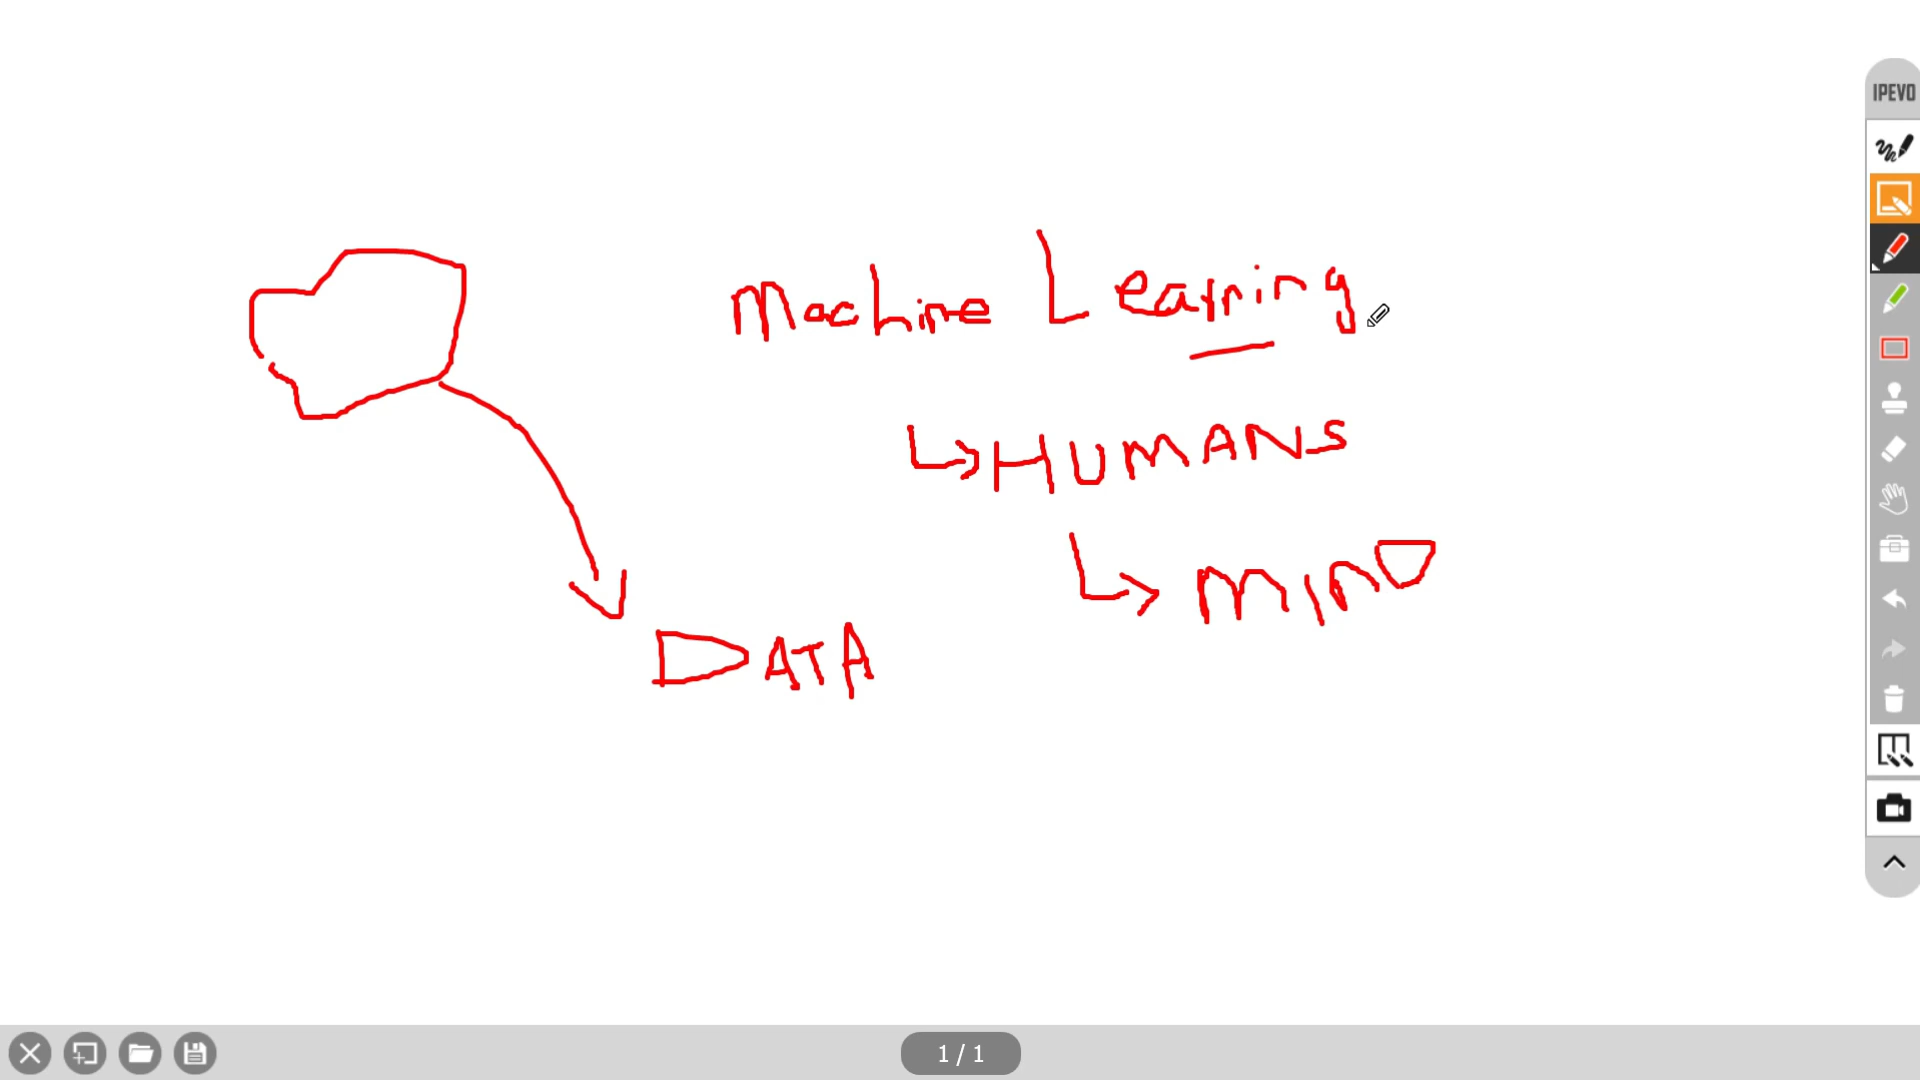 IPEVO
Machine Learning
HUMANS
MIND
DATA
1 / 1